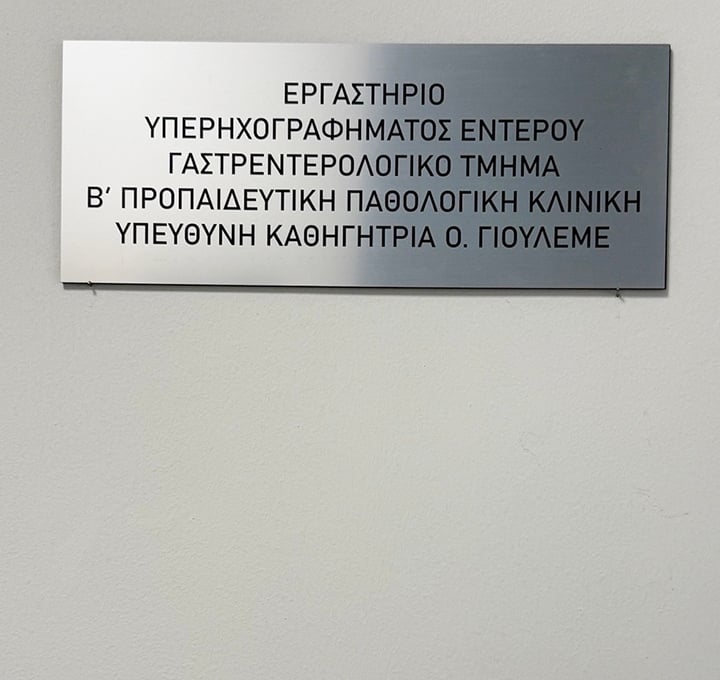 ΕΡΓΑΣΤΗΡΙΟ
ΥΠΕΡΗΧΟΓΡΑΦΗΜΑΤΟΣ ΕΝΤΕΡΟΥ
ΓΑΣΤΡΕΝΤΕΡΟΛΟΓΙΚΟ ΤΜΗΜΑ
Β’ ΠΡΟΠΑΙΔΕΥΤΙΚΗ ΠΑΘΟΛΟΓΙΚΗ ΚΛΙΝΙΚΗ
ΥΠΕΥΘΥΝΗ ΚΑΘΗΓΗΤΡΙΑ Ο. ΓΙΟΥΛΕΜΕ